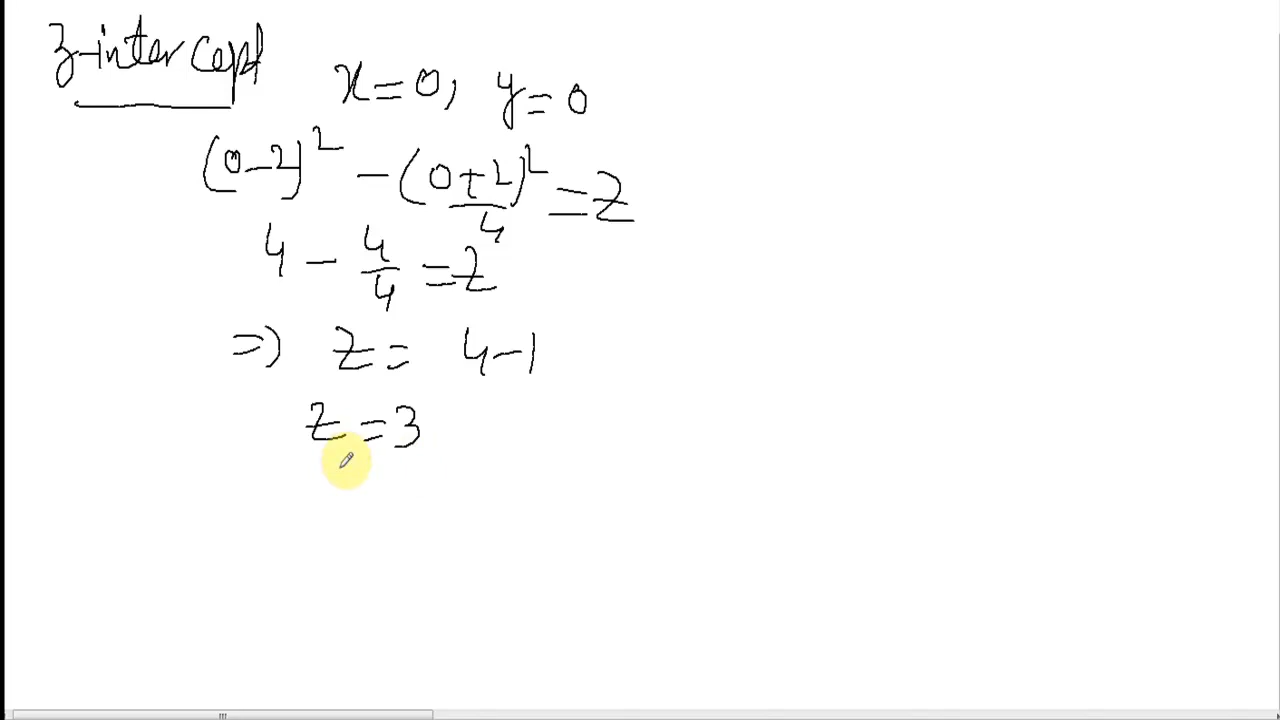 z-intercept
x=0, y=0
(0-2)² - (0+2)²/4 = z
4 - 4/4 = z
=> z = 4-1
z = 3